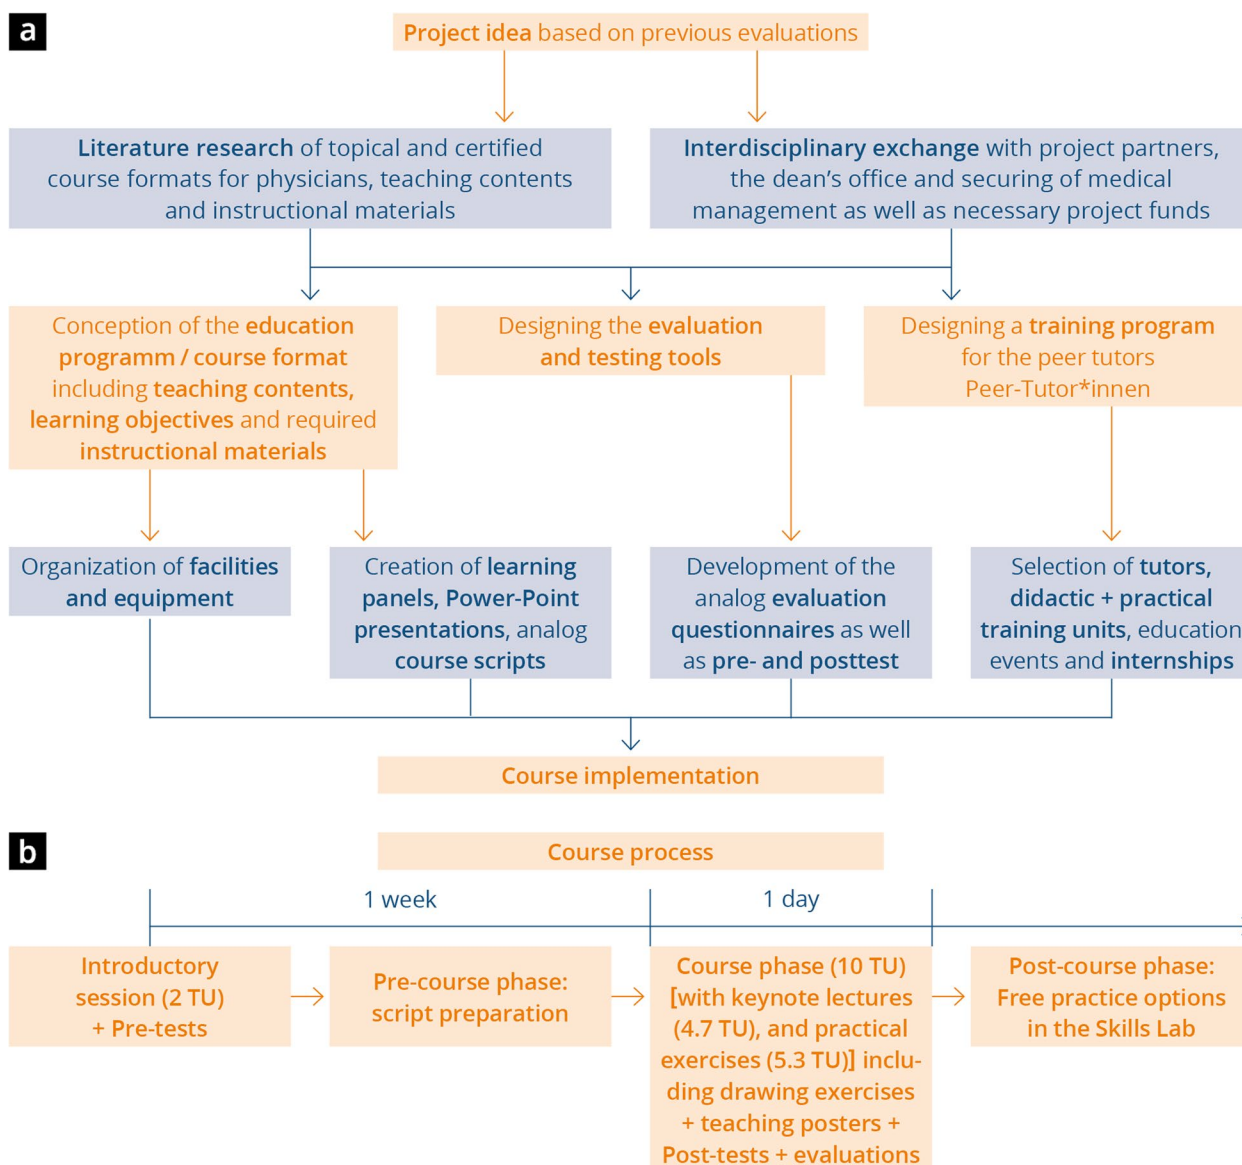 a
Project idea based on previous evaluations
Literature research of topical and certified
course formats for physicians, teaching contents
and instructional materials
Interdisciplinary exchange with project partners,
the dean’s office and securing of medical
management as well as necessary project funds
Conception of the education
programm / course format
including teaching contents,
learning objectives and required
instructional materials
Designing the evaluation
and testing tools
Designing a training program
for the peer tutors
Peer-Tutor*innen
Organization of facilities
and equipment
Creation of learning
panels, Power-Point
presentations, analog
course scripts
Development of the
analog evaluation
questionnaires as well
as pre- and posttest
Selection of tutors,
didactic + practical
training units, education
events and internships
Course implementation
b
Course process
1 week
1 day
Introductory
session (2 TU)
+ Pre-tests
Pre-course phase:
script preparation
Course phase (10 TU)
[with keynote lectures
(4.7 TU), and practical
exercises (5.3 TU)] inclu-
ding drawing exercises
+ teaching posters +
Post-tests + evaluations
Post-course phase:
Free practice options
in the Skills Lab